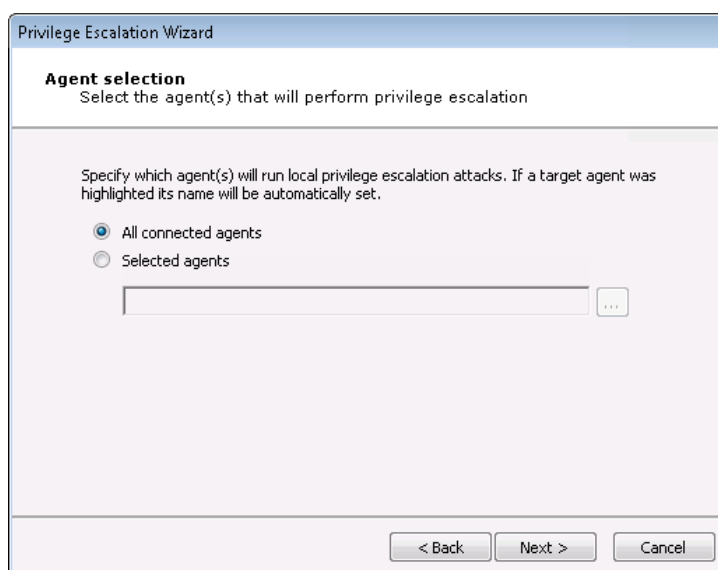 Privilege Escalation Wizard
Agent selection
Select the agent(s) that will perform privilege escalation
Specify which agent(s) will run local privilege escalation attacks. If a target agent was
highlighted its name will be automatically set.
All connected agents
Selected agents
...
< Back Next > Cancel